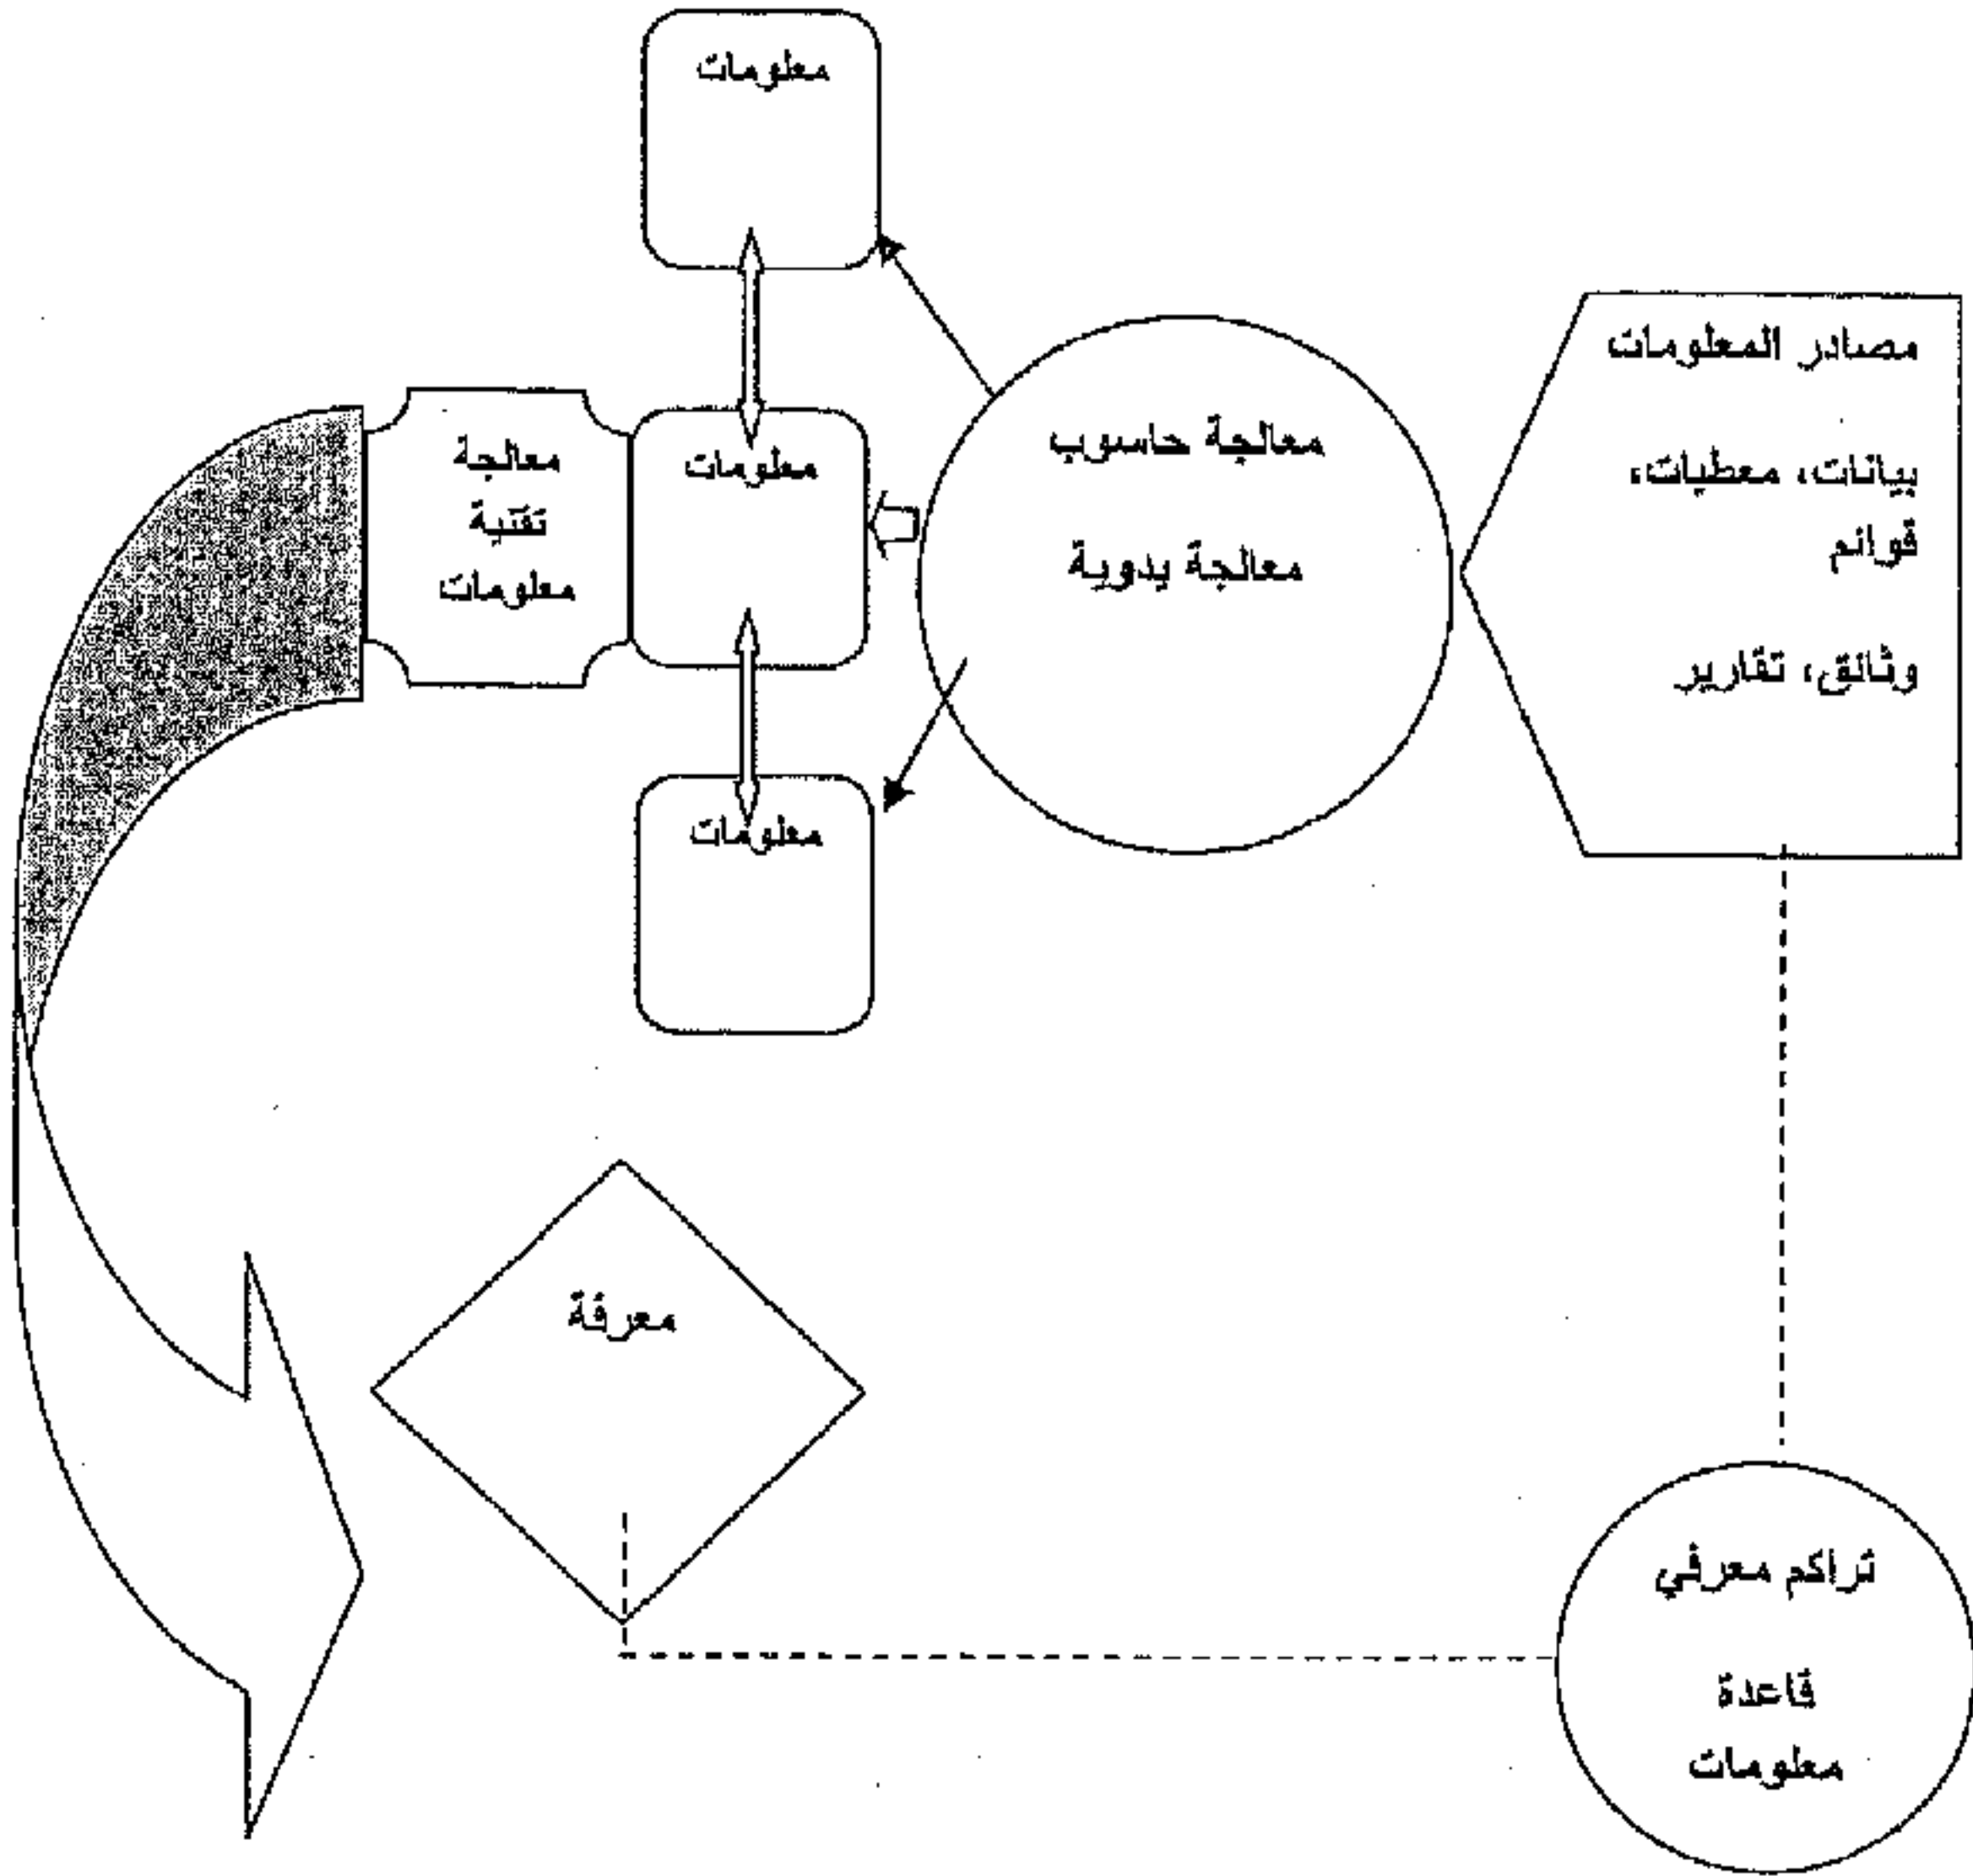 مصادر المعلومات
بيانات، معطيات،
قوائم
وثائق، تقارير
معالجة حاسوب
معالجة يدوية
معلومات
معلومات
معلومات
معالجة
تقنية
معلومات
معرفة
تراكم معرفي
قاعدة
معلومات